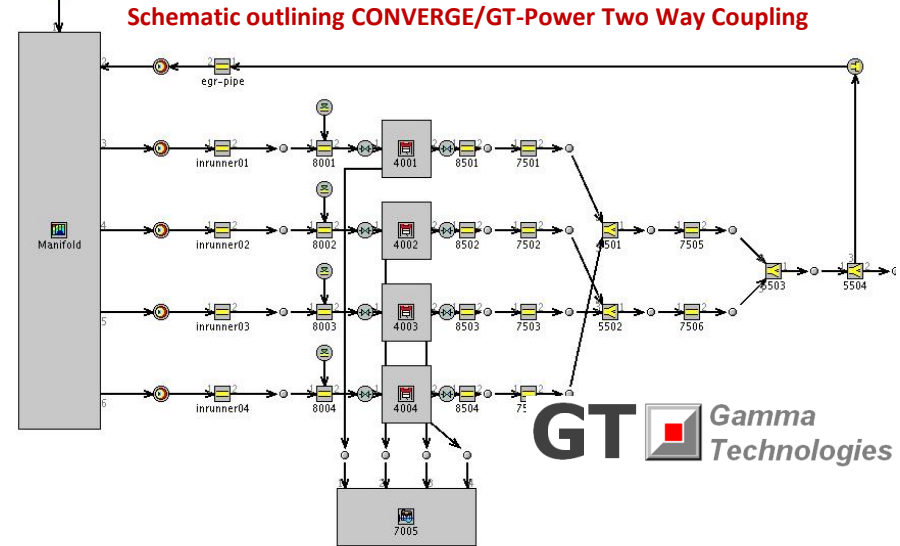 Schematic outlining CONVERGE/GT-Power Two Way Coupling
1
2
egr-pipe
3 inrunner01 8001 4001 8501 7501
Manifold
4 inrunner02 8002 4002 8502 7502 7505
5 inrunner03 8003 4003 8503 7503 5502 7506
5503 5504
6 inrunner04 8004 4004 8504
GT Gamma
Technologies
7005